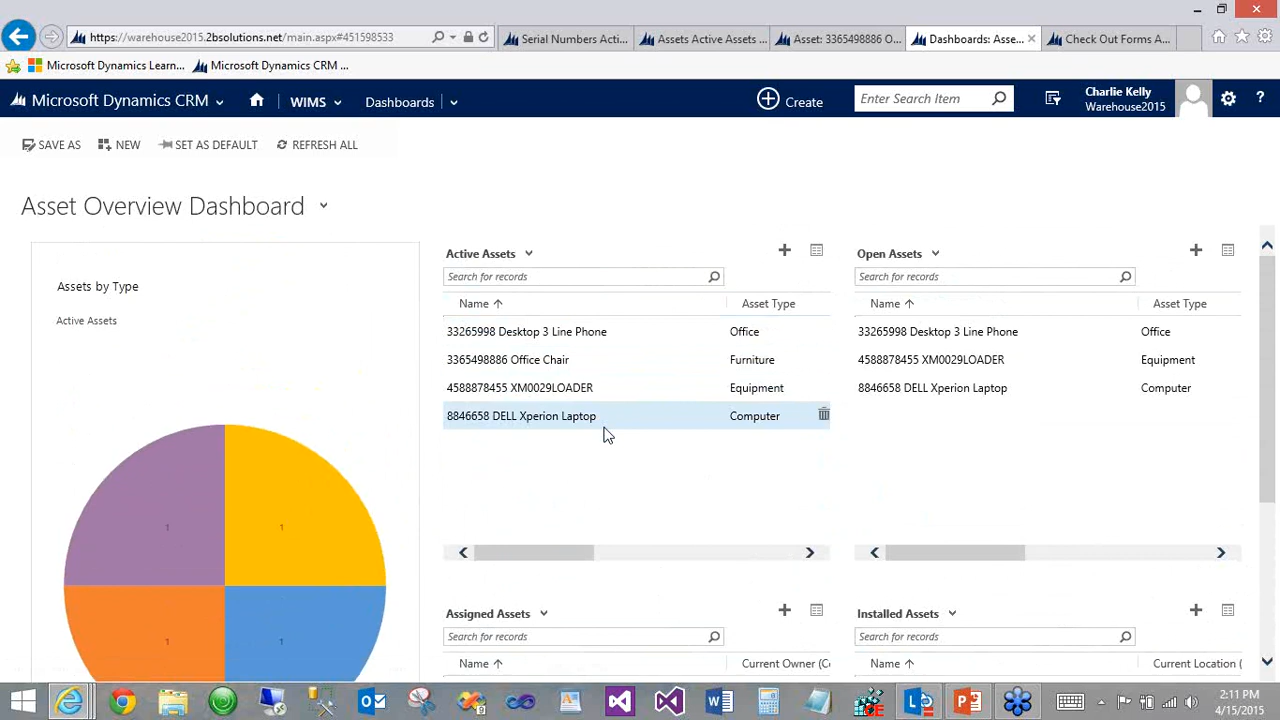 https://warehouse2015.2bsolutions.net/main.aspx#451598533
Serial Numbers Acti...
Assets Active Assets ...
Asset: 3365498886 O...
Dashboards: Asse...
Check Out Forms A...
Microsoft Dynamics Learn...
Microsoft Dynamics CRM ...
Microsoft Dynamics CRM
WIMS
Dashboards
Create
Enter Search Item
Charlie Kelly
Warehouse2015
?
SAVE AS
NEW
SET AS DEFAULT
REFRESH ALL
Asset Overview Dashboard
Assets by Type
Active Assets
1
1
1
1
Active Assets
Search for records
Name
Asset Type
33265998 Desktop 3 Line Phone
Office
3365498886 Office Chair
Furniture
4588878455 XM0029LOADER
Equipment
8846658 DELL Xperion Laptop
Computer
Open Assets
Search for records
Name
Asset Type
33265998 Desktop 3 Line Phone
Office
4588878455 XM0029LOADER
Equipment
8846658 DELL Xperion Laptop
Computer
Assigned Assets
Search for records
Name
Current Owner (C
Installed Assets
Search for records
Name
Current Location (
2:11 PM
4/15/2015